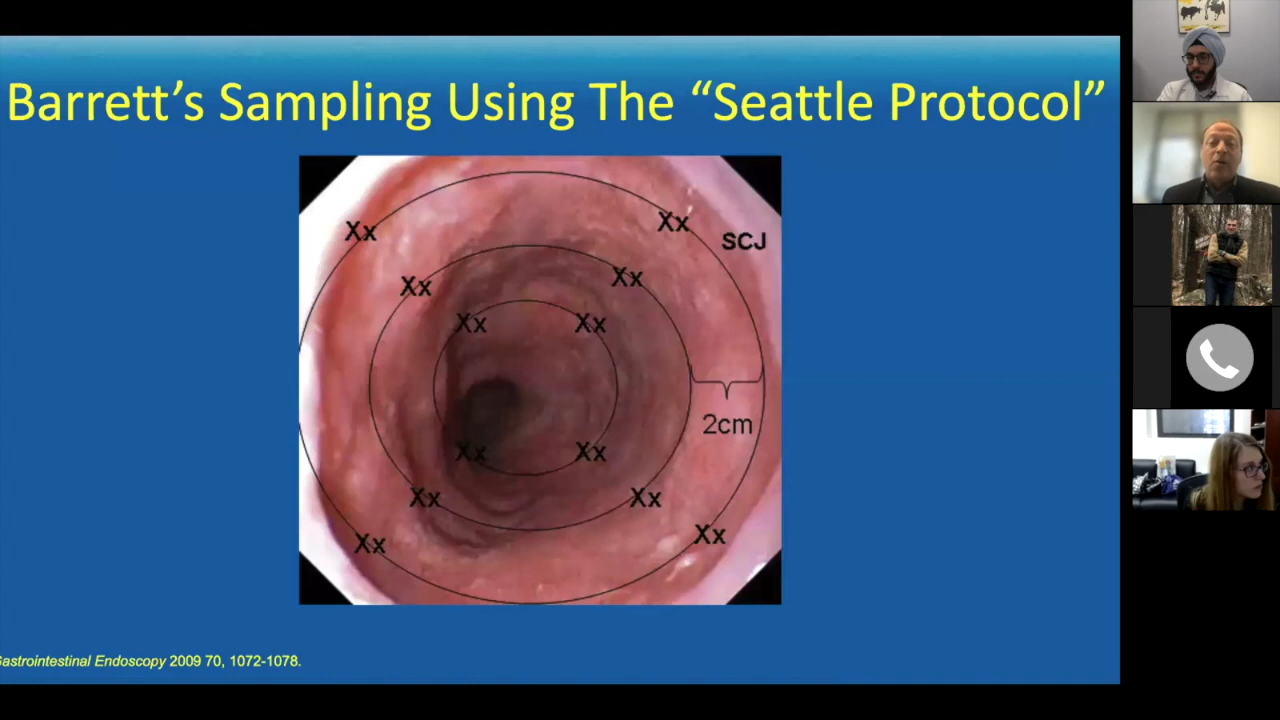 Barrett’s Sampling Using The “Seattle Protocol”
Xx Xx
SCJ
Xx Xx
Xx Xx
2cm
Xx Xx
Xx Xx
Xx Xx
Gastrointestinal Endoscopy 2009 70, 1072-1078.